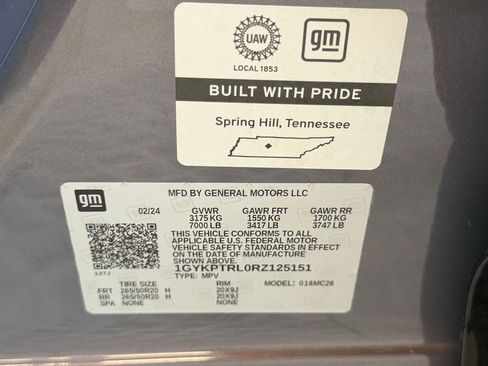 UAW
gm
LOCAL 1853
BUILT WITH PRIDE
Spring Hill, Tennessee
gm
MFD BY GENERAL MOTORS LLC
02/24 GVWR GAWR FRT GAWR RR
3175 KG 1550 KG 1700 KG
7000 LB 3417 LB 3747 LB
THIS VEHICLE CONFORMS TO ALL APPLICABLE
U.S. FEDERAL MOTOR
VEHICLE SAFETY STANDARDS IN EFFECT
ON THE DATE OF MANUFACTURE
SHOWN ABOVE.
1GYKPTRL0RZ125151
1272 TYPE: MPV MODEL: 016MC26
TIRE SIZE RIM
FRT 265/50R20 H 20X9J
RR 265/50R20 H 20X9J
SPA NONE NONE